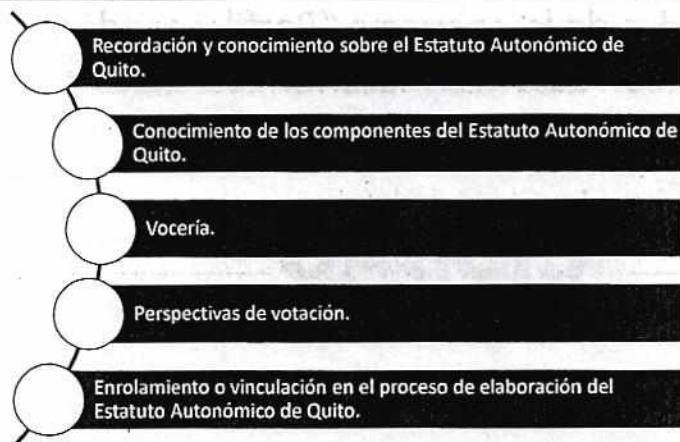 Recordación y conocimiento sobre el Estatuto Autonómico de
Quito.
Conocimiento de los componentes del Estatuto Autonómico de
Quito.
Vocería.
Perspectivas de votación.
Enrolamiento o vinculación en el proceso de elaboración del
Estatuto Autonómico de Quito.